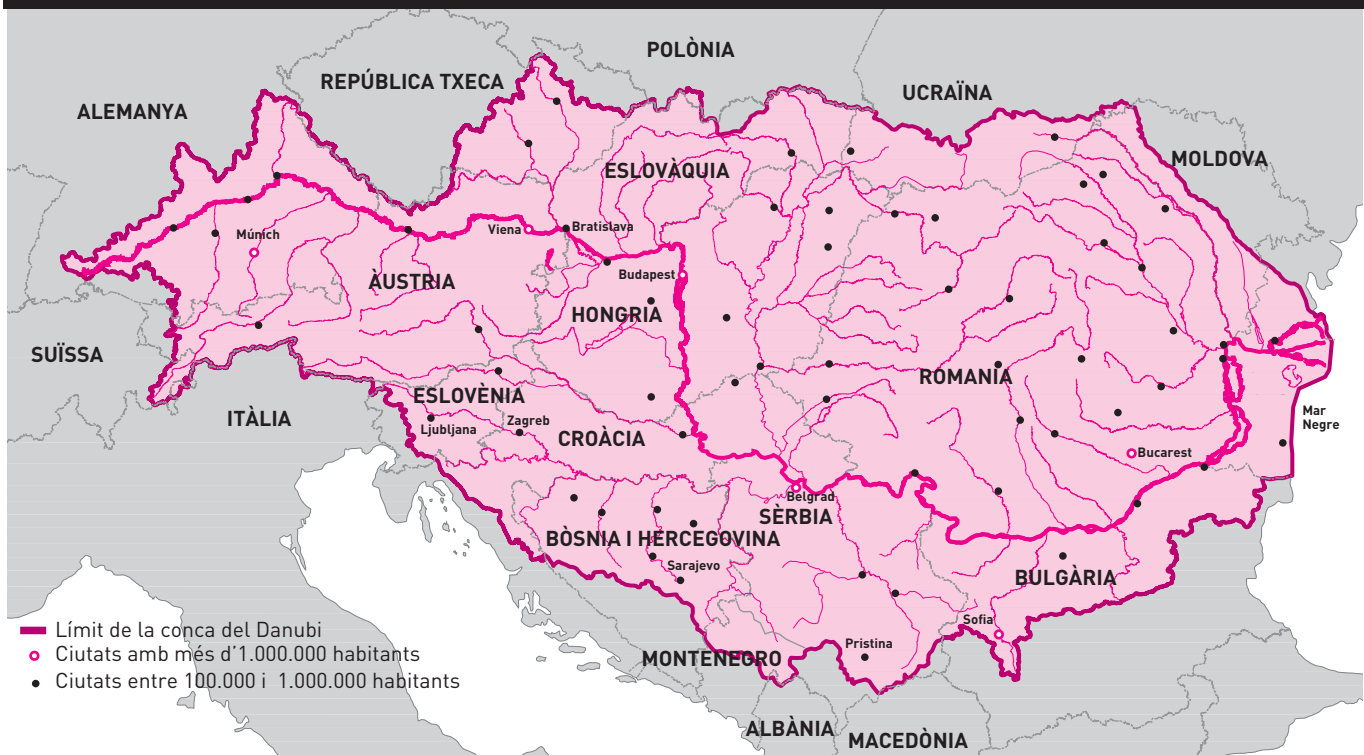 POLÒNIA
REPÚBLICA TXECA
UCRAÏNA
ALEMANYA
MOLDOVA
ESLOVÀQUIA
Múnich
Viena
Bratislava
Budapest
ÀUSTRIA
HONGRIA
SUÏSSA
ROMANÍA
ESLOVÈNIA
ITÀLIA
Zagreb
Ljubljana
CROÀCIA
Mar
Negre
Bucarest
Belgrad
SÈRBIA
BÒSNIA I HERCEGOVINA
Sarajevo
BULGÀRIA
Sofia
Pristina
MONTENEGRO
ALBÀNIA
MACEDÒNIA
Límit de la conca del Danubi
Ciutats amb més d'1.000.000 habitants
Ciutats entre 100.000 i 1.000.000 habitants